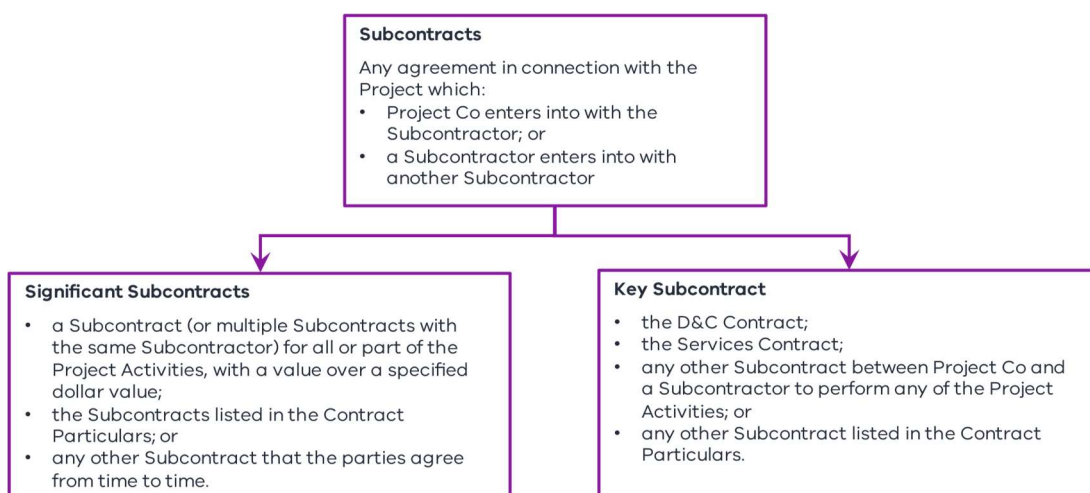 Subcontracts
Any agreement in connection with the
Project which:
• Project Co enters into with the
Subcontractor; or
• a Subcontractor enters into with
another Subcontractor
Significant Subcontracts
• a Subcontract (or multiple Subcontracts with
the same Subcontractor) for all or part of the
Project Activities, with a value over a specified
dollar value;
• the Subcontracts listed in the Contract
Particulars; or
• any other Subcontract that the parties agree
from time to time.
Key Subcontract
• the D&C Contract;
• the Services Contract;
• any other Subcontract between Project Co and
a Subcontractor to perform any of the Project
Activities; or
• any other Subcontract listed in the Contract
Particulars.